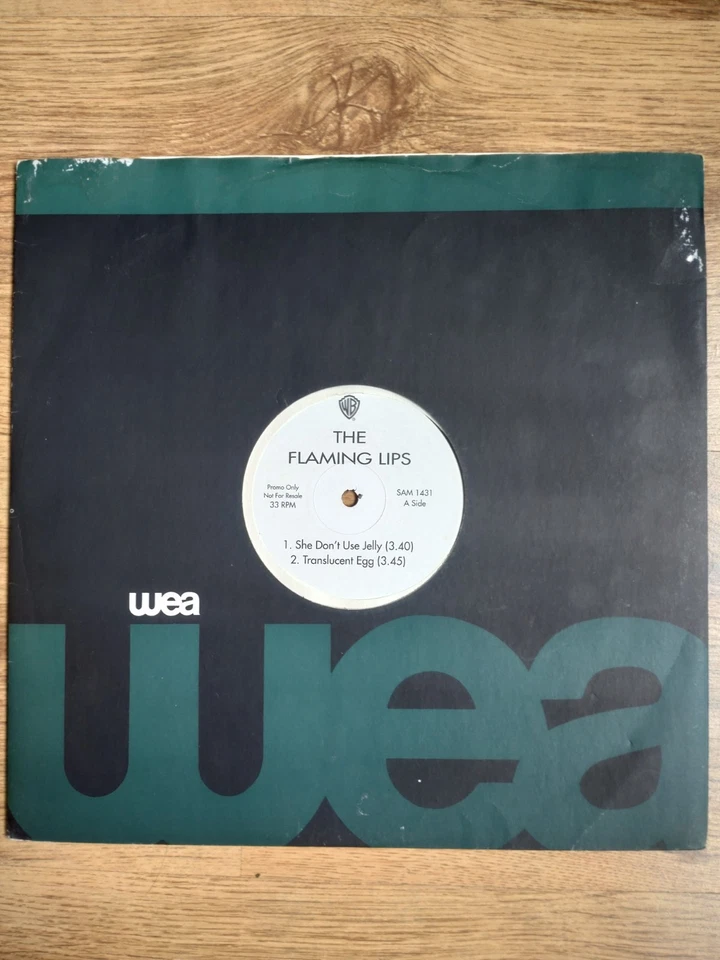 WB
THE
FLAMING LIPS
Promo Only
Not For Resale
33 RPM
SAM 1431
A Side
1. She Don't Use Jelly (3.40)
2. Translucent Egg (3.45)
wea
wea